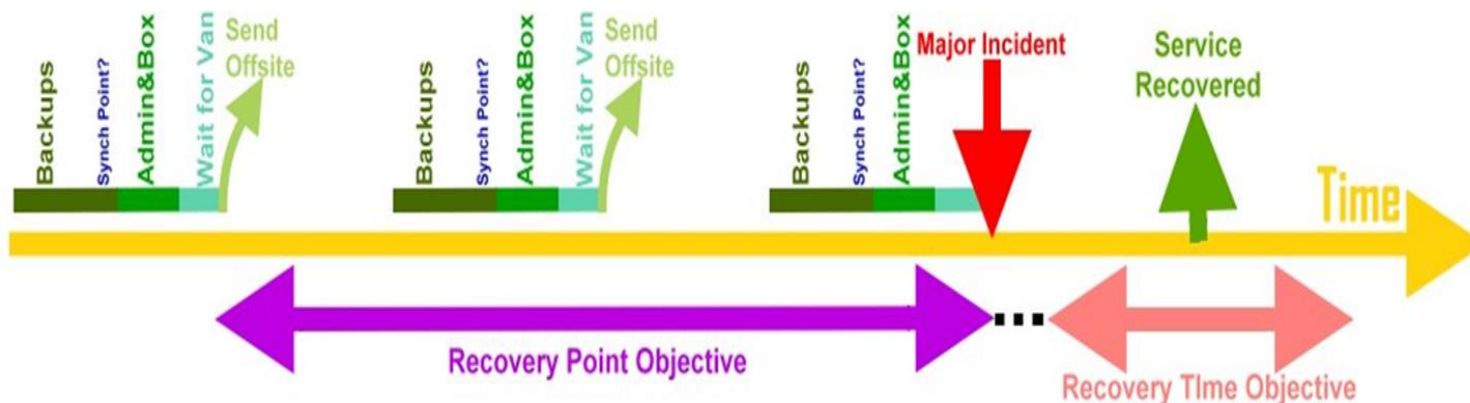 Backups
Synch Point?
Admin&Box
Wait for Van
Send
Offsite
Backups
Synch Point?
Admin&Box
Wait for Van
Send
Offsite
Backups
Synch Point?
Admin&Box
Major Incident
Service
Recovered
Time
Recovery Point Objective
Recovery TIme Objective